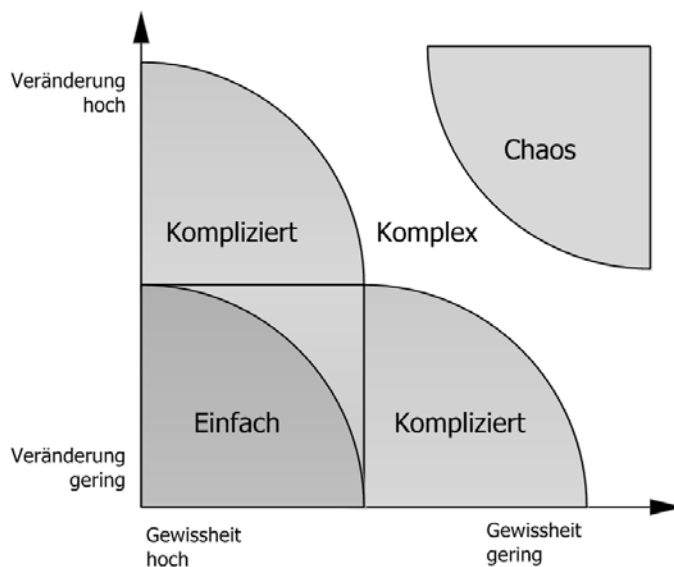 Veränderung
hoch
Chaos
Kompliziert
Komplex
Einfach
Kompliziert
Veränderung
gering
Gewissheit
hoch
Gewissheit
gering